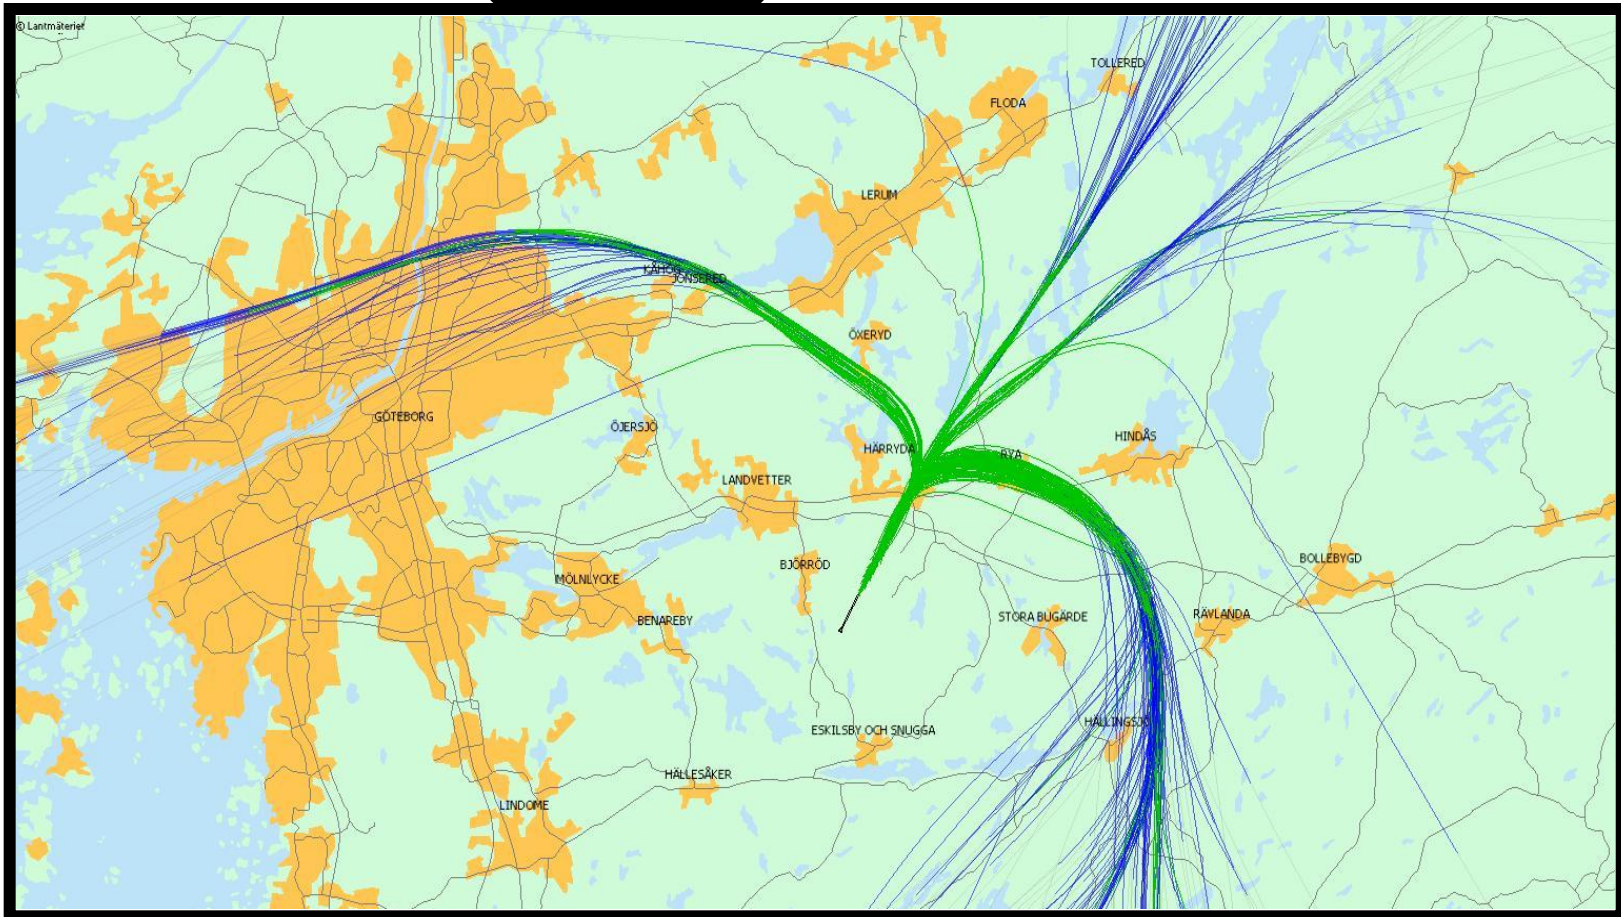 © Lantmäteriet
TOLLERED
FLODA
LERUM
KÅHÖG
JONSERED
ÖXERYD
GÖTEBORG
ÖJERSJÖ
HÄRRYDA
RYA
HINDÅS
LANDVETTER
BJÖRRÖD
BOLLEBYGD
MÖLNLYCKE
BENAREBY
STORA BUGÄRDE
RÄVLANDA
HÄLLINGSJÖ
ESKILSBY OCH SNUGGA
HÄLLESÅKER
LINDOME